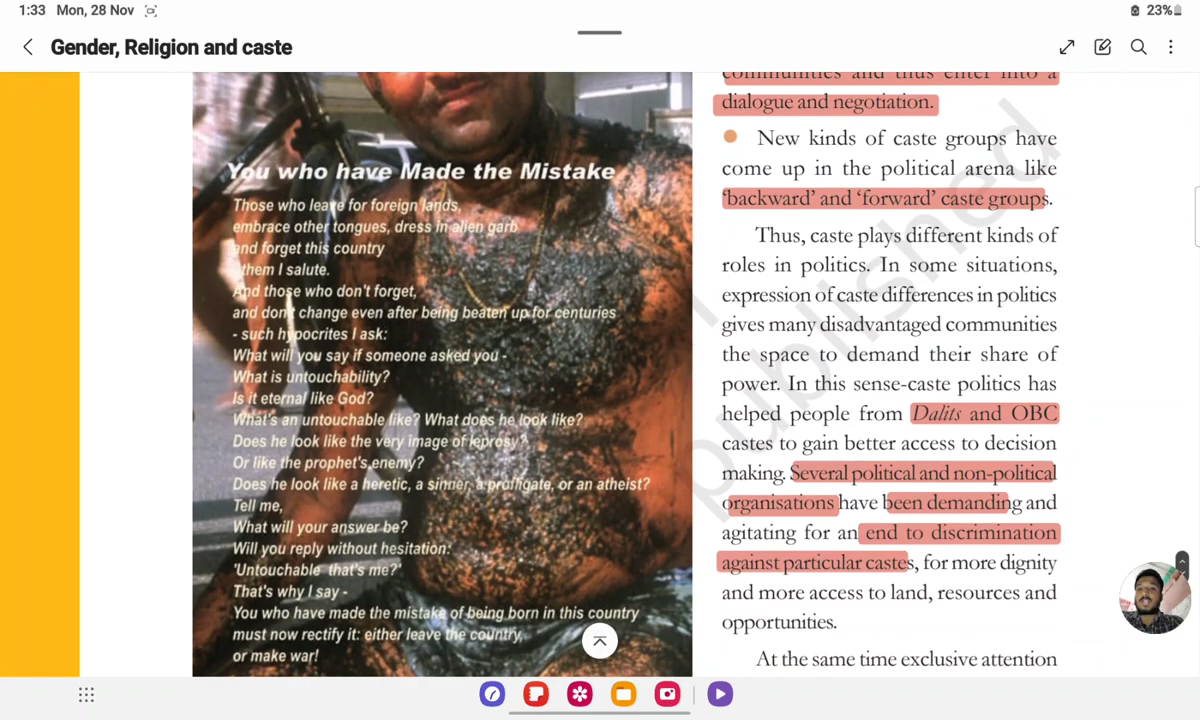 1:33 Mon, 28 Nov
23%
Gender, Religion and caste
You who have Made the Mistake
Those who leave for foreign lands,
embrace other tongues, dress in alien garb
and forget this country
- them I salute.
And those who don't forget,
and don't change even after being beaten up for centuries
- such hypocrites I ask:
What will you say if someone asked you -
What is untouchability?
Is it eternal like God?
What's an untouchable like? What does he look like?
Does he look like the very image of leprosy?
Or like the prophet's enemy?
Does he look like a heretic, a sinner, a profligate, or an atheist?
Tell me,
What will your answer be?
Will you reply without hesitation:
'Untouchable that's me?'
That's why I say -
You who have made the mistake of being born in this country
must now rectify it: either leave the country,
or make war!
communities and thus enter into a
dialogue and negotiation.
New kinds of caste groups have
come up in the political arena like
‘backward’ and ‘forward’ caste groups.
Thus, caste plays different kinds of
roles in politics. In some situations,
expression of caste differences in politics
gives many disadvantaged communities
the space to demand their share of
power. In this sense-caste politics has
helped people from Dalits and OBC
castes to gain better access to decision
making. Several political and non-political
organisations have been demanding and
agitating for an end to discrimination
against particular castes, for more dignity
and more access to land, resources and
opportunities.
At the same time exclusive attention
published